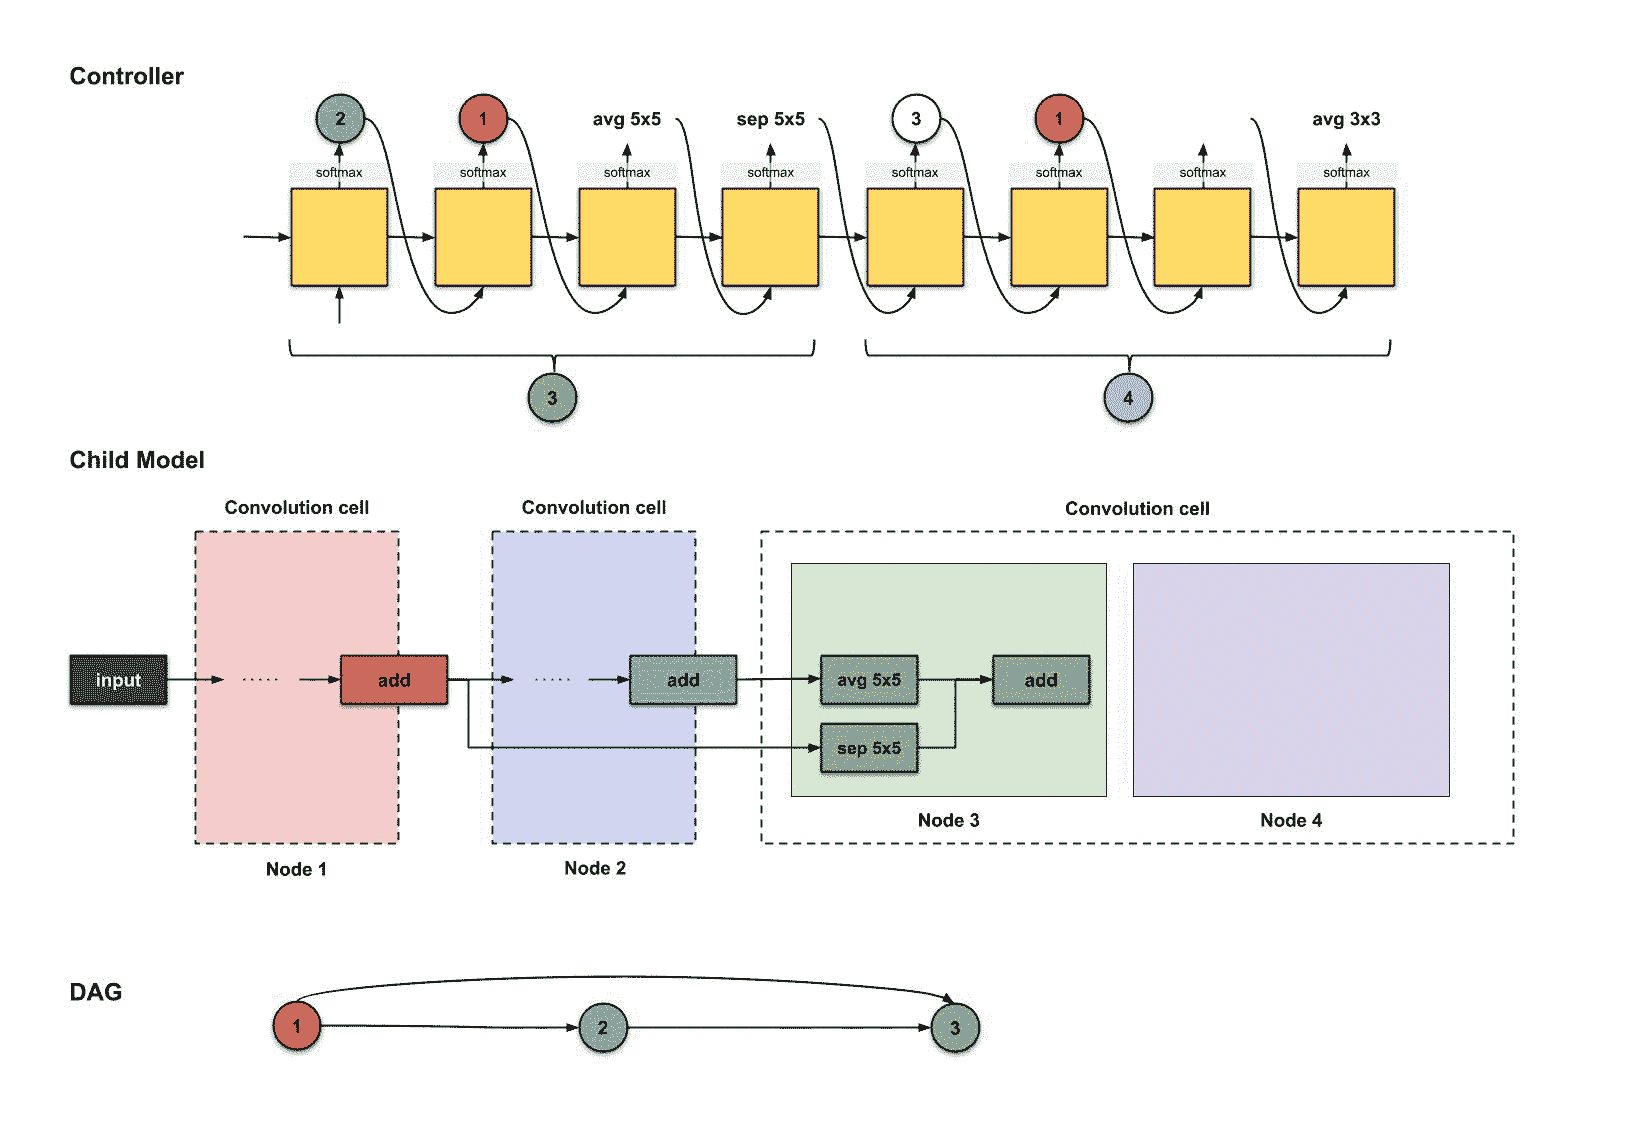 Controller
2 1 avg 5x5 sep 5x5 3 1 avg 3x3
softmax softmax softmax softmax softmax softmax softmax softmax
3 4
Child Model
Convolution cell Convolution cell Convolution cell
input ..... add ..... add avg 5x5 add
sep 5x5
Node 3 Node 4
Node 1 Node 2
DAG
1 2 3